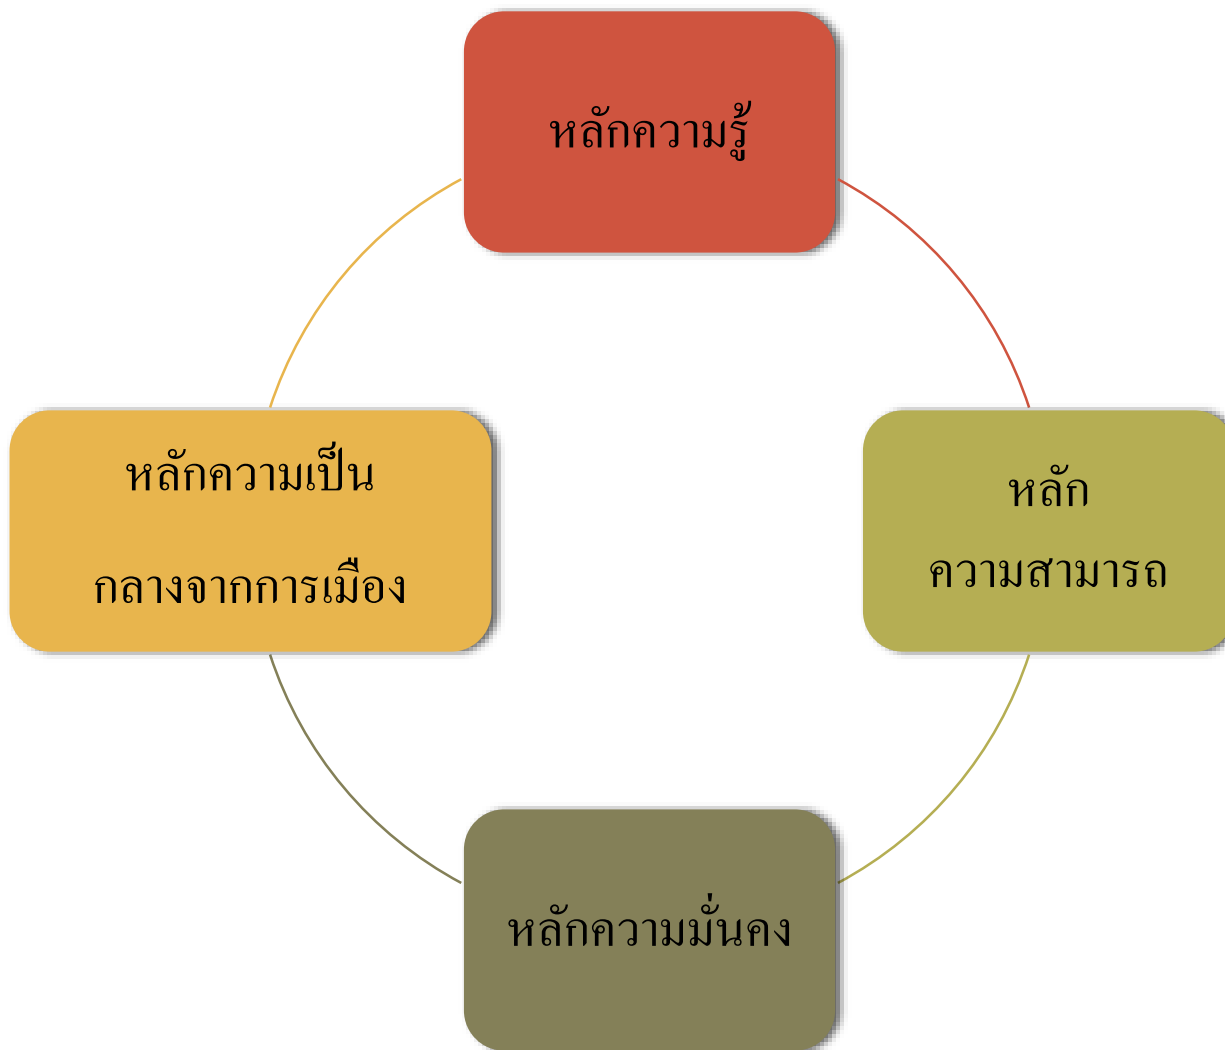 หลักความรู้
หลักความเป็น
กลางจากการเมือง
หลัก
ความสามารถ
หลักความมั่นคง